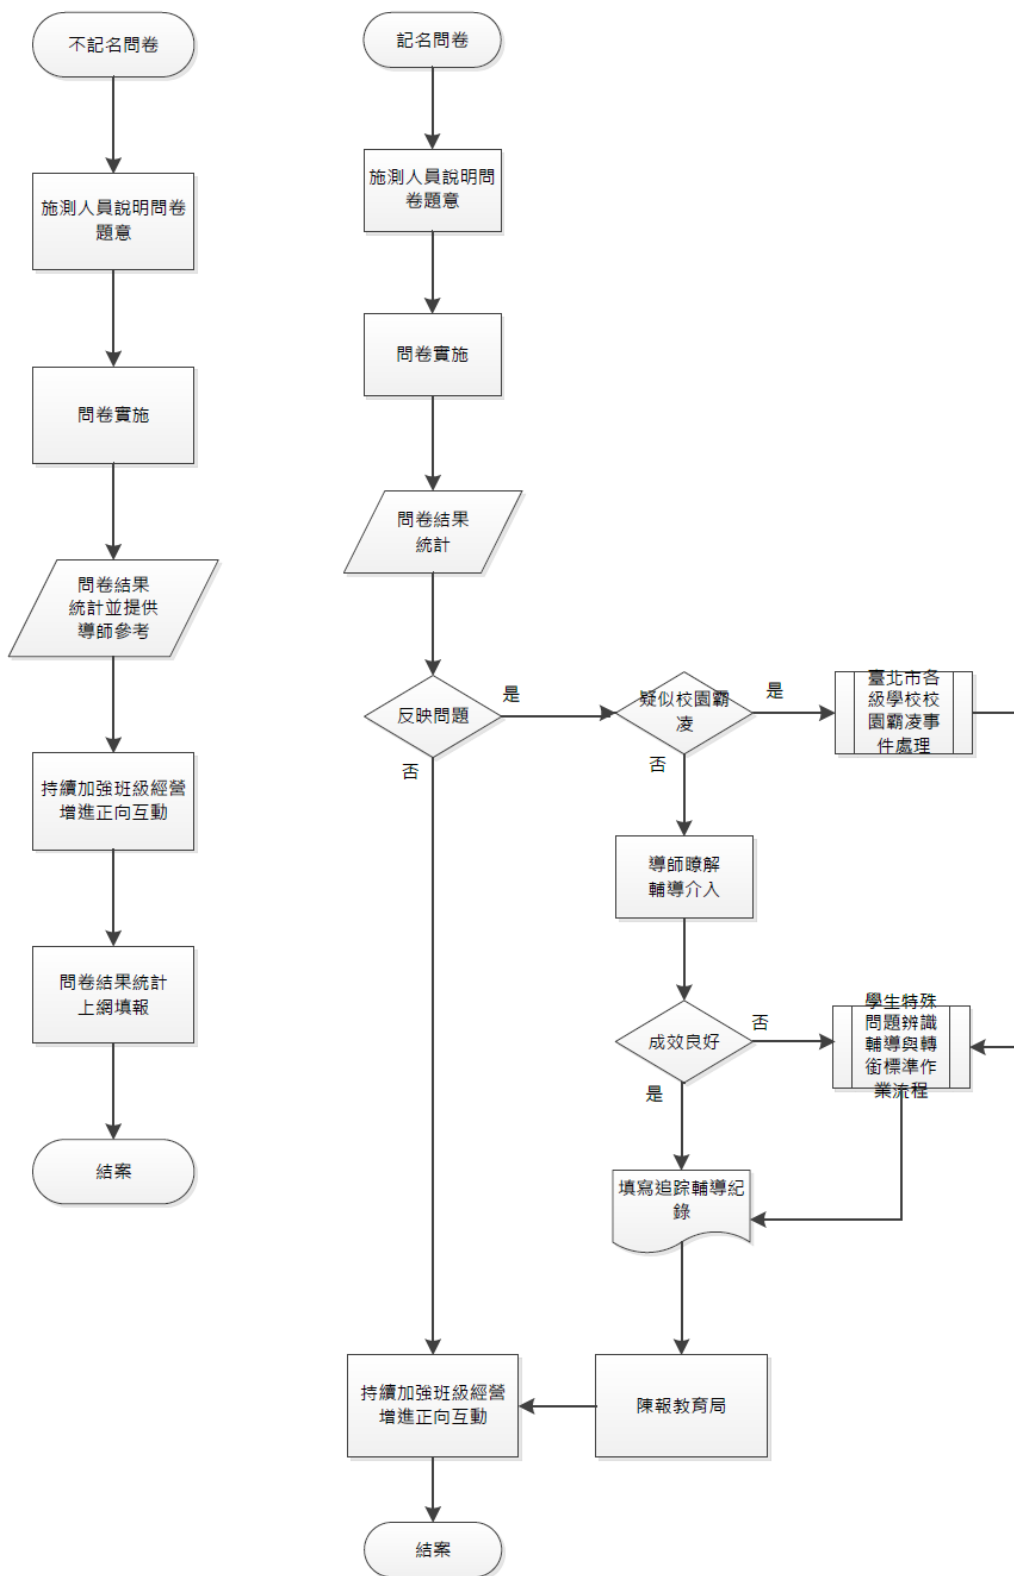 不記名問卷
施測人員說明問卷
題意
問卷實施
問卷結果
統計並提供
導師參考
持續加強班級經營
增進正向互動
問卷結果統計
上網填報
結案
記名問卷
施測人員說明問
卷題意
問卷實施
問卷結果
統計
反映問題
是
否
疑似校園霸
凌
是
否
臺北市各
級學校校
園霸凌事
件處理
導師瞭解
輔導介入
成效良好
否
是
學生特殊
問題辨識
輔導與轉
銜標準作
業流程
填寫追踪輔導紀
錄
陳報教育局
持續加強班級經營
增進正向互動
結案